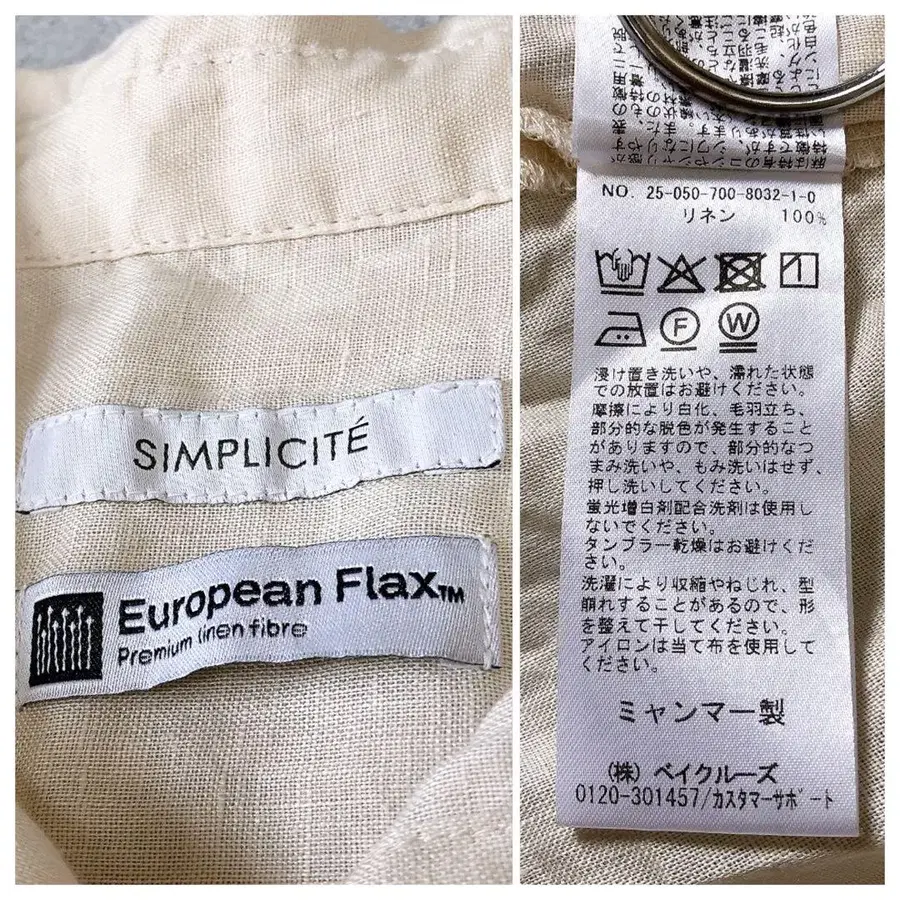 SIMPLICITÉ
European Flax™
Premium linen fibre
NO. 25-050-700-8032-1-0
リネン 100%
F W
浸け置き洗いや、濡れた状態
での放置はお避けください。
摩擦により白化、毛羽立ち、
部分的な脱色が発生すること
がありますので、部分的なつ
まみ洗いや、もみ洗いはせず、
押し洗いしてください。
蛍光増白剤配合洗剤は使用し
ないでください。
タンブラー乾燥はお避けくだ
さい。
洗濯により収縮やねじれ、型
崩れすることがあるので、形
を整えて干してください。
アイロンは当て布を使用して
ください。
ミャンマー製
(株) ベイクルーズ
0120-301457/カスタマーサポート